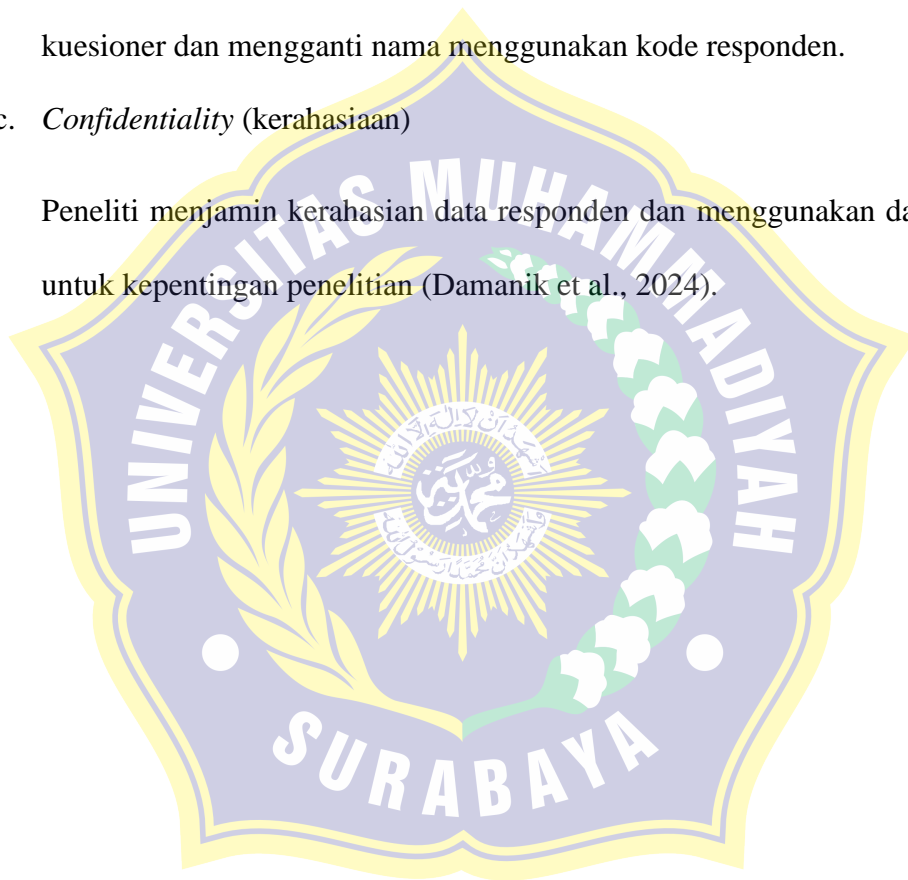 kuesioner dan mengganti nama menggunakan kode responden.
c. Confidentiality (kerahasiaan)
Peneliti menjamin kerahasian data responden dan menggunakan da
untuk kepentingan penelitian (Damanik et al., 2024).
UNIVERSITAS MUHAMMADIYAH
SURABAYA